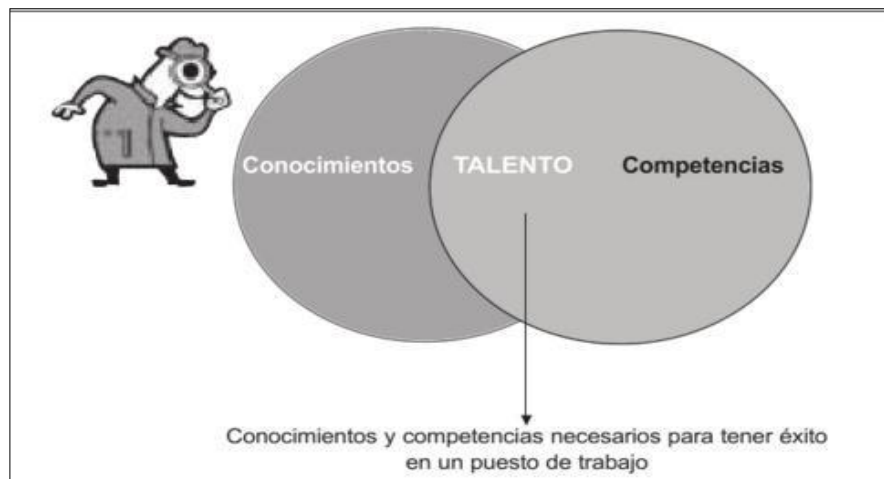 Conocimientos TALENTO Competencias
Conocimientos y competencias necesarios para tener éxito
en un puesto de trabajo